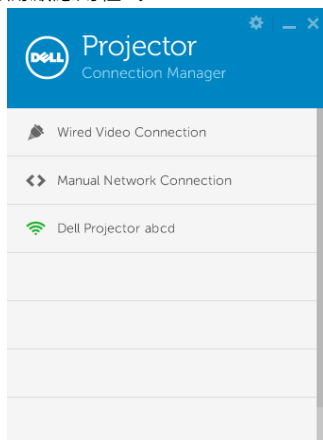 DELL
Projector
Connection Manager
Wired Video Connection
Manual Network Connection
Dell Projector abcd